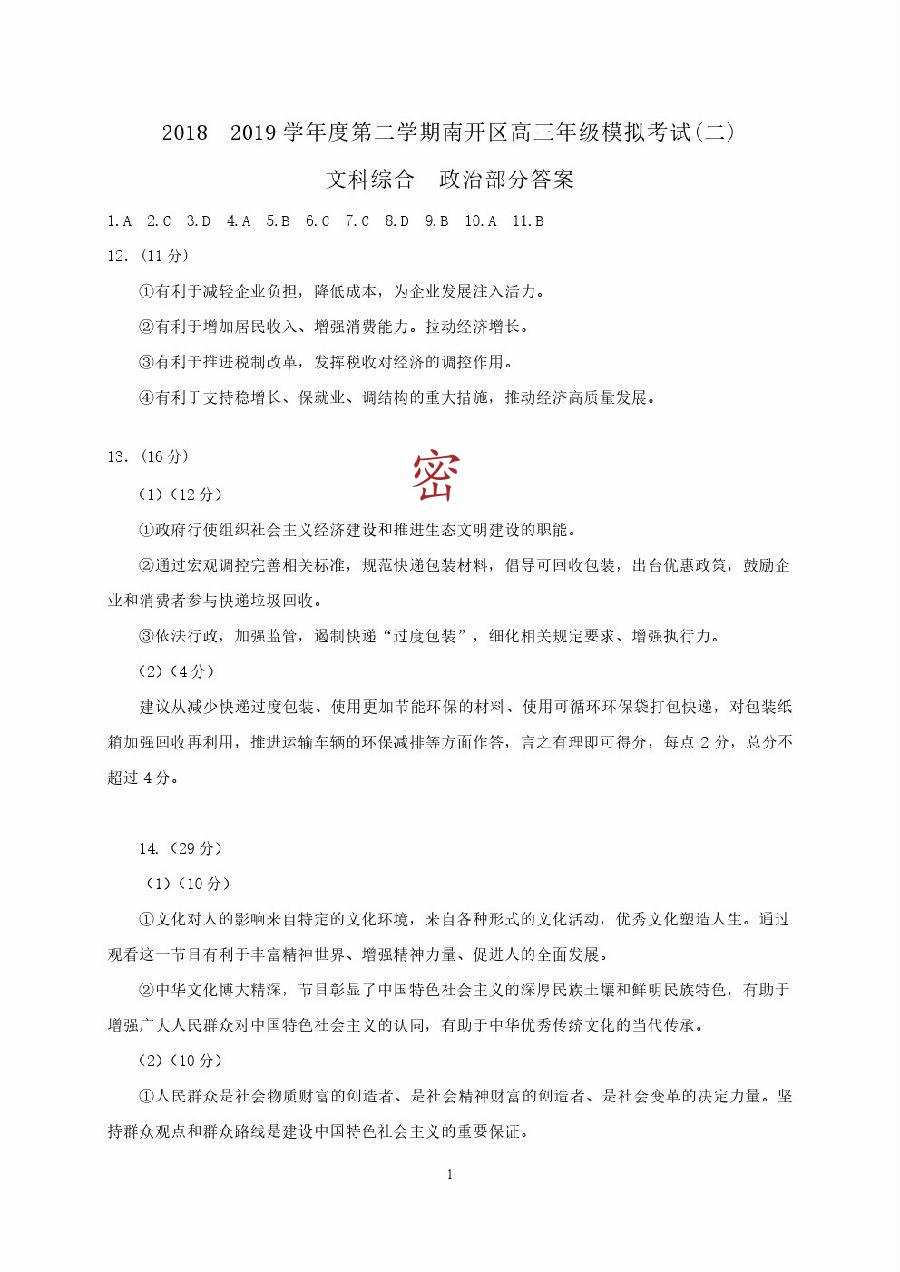 2018 2019 学年度第二学期南开区高三年级模拟考试(二)
文科综合 政治部分答案
1.A 2.C 3.D 4.A 5.B 6.C 7.C 8.D 9.B 10.A 11.B
12. (11 分)
①有利于减轻企业负担，降低成本，为企业发展注入活力。
②有利于增加居民收入、增强消费能力。拉动经济增长。
③有利于推进税制改革，发挥税收对经济的调控作用。
④有利于支持稳增长、保就业、调结构的重大措施，推动经济高质量发展。
13. (16 分)
密
（1）（12 分）
①政府行使组织社会主义经济建设和推进生态文明建设的职能。
②通过宏观调控完善相关标准，规范快递包装材料，倡导可回收包装，出台优惠政策，鼓励企
业和消费者参与快递垃圾回收。
③依法行政，加强监管，遏制快递“过度包装”，细化相关规定要求、增强执行力。
（2）（4 分）
建议从减少快递过度包装、使用更加节能环保的材料、使用可循环环保袋打包快递，对包装纸
箱加强回收再利用，推进运输车辆的环保减排等方面作答，言之有理即可得分，每点 2 分，总分不
超过 4 分。
14.（29 分）
（1）（10 分）
①文化对人的影响来自特定的文化环境，来自各种形式的文化活动，优秀文化塑造人生。通过
观看这一节目有利于丰富精神世界、增强精神力量、促进人的全面发展。
②中华文化博大精深，节目彰显了中国特色社会主义的深厚民族土壤和鲜明民族特色，有助于
增强广大人民群众对中国特色社会主义的认同，有助于中华优秀传统文化的当代传承。
（2）（10 分）
①人民群众是社会物质财富的创造者、是社会精神财富的创造者、是社会变革的决定力量。坚
持群众观点和群众路线是建设中国特色社会主义的重要保证。
1